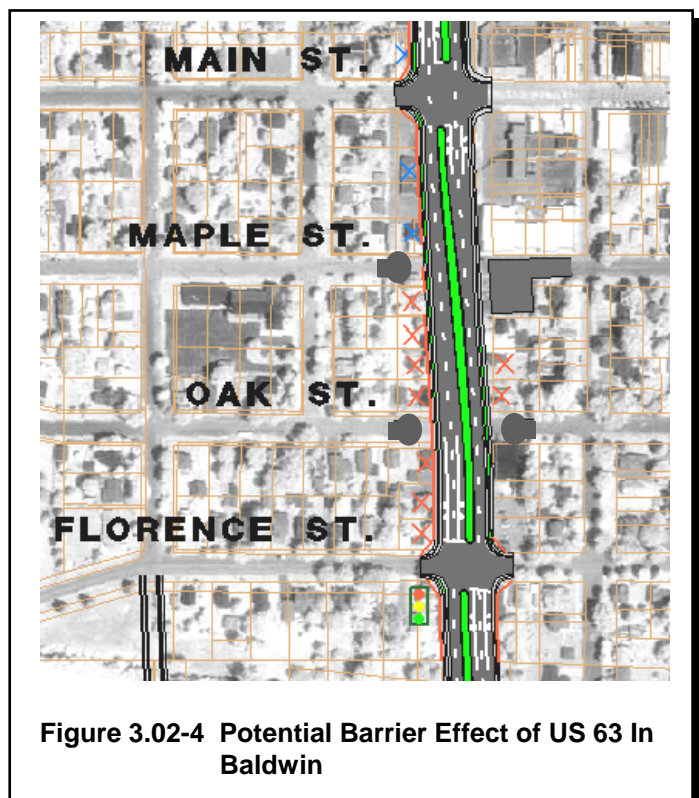 MAIN ST.
MAPLE ST.
OAK ST.
FLORENCE ST.
Figure 3.02-4 Potential Barrier Effect of US 63 In
Baldwin